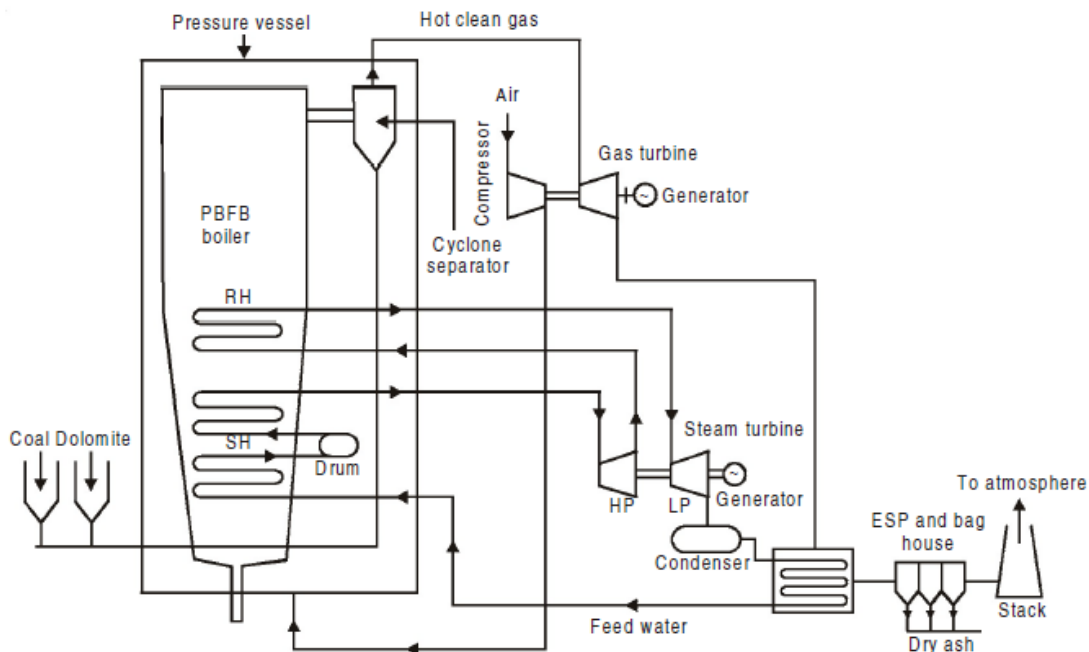 Pressure vessel
Hot clean gas
Air
Compressor
Gas turbine
~
Generator
PBFB
boiler
Cyclone
separator
RH
Coal Dolomite
SH
Drum
Steam turbine
~
Generator
HP
LP
Condenser
To atmosphere
ESP and bag
house
Feed water
Stack
Dry ash